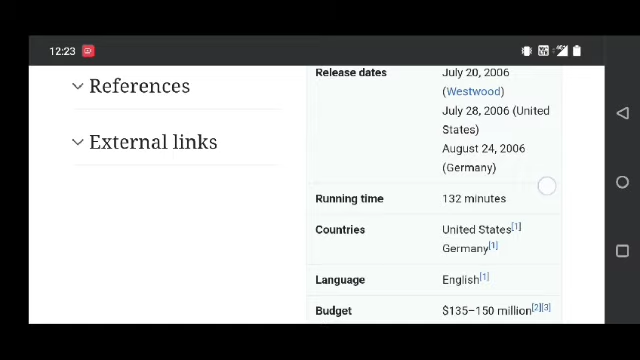 12:23
References
External links
Release dates July 20, 2006
(Westwood)
July 28, 2006 (United
States)
August 24, 2006
(Germany)
Running time 132 minutes
Countries United States[1]
Germany[1]
Language English[1]
Budget $135–150 million[2][3]